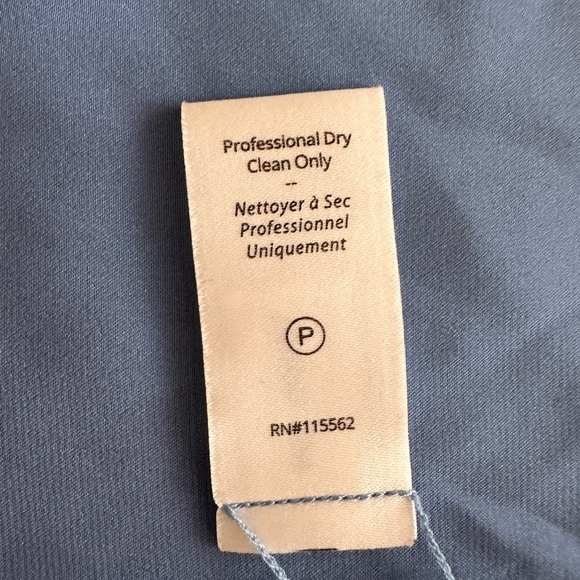 Professional Dry
Clean Only
--
Nettoyer à Sec
Professionnel
Uniquement
P
RN#115562